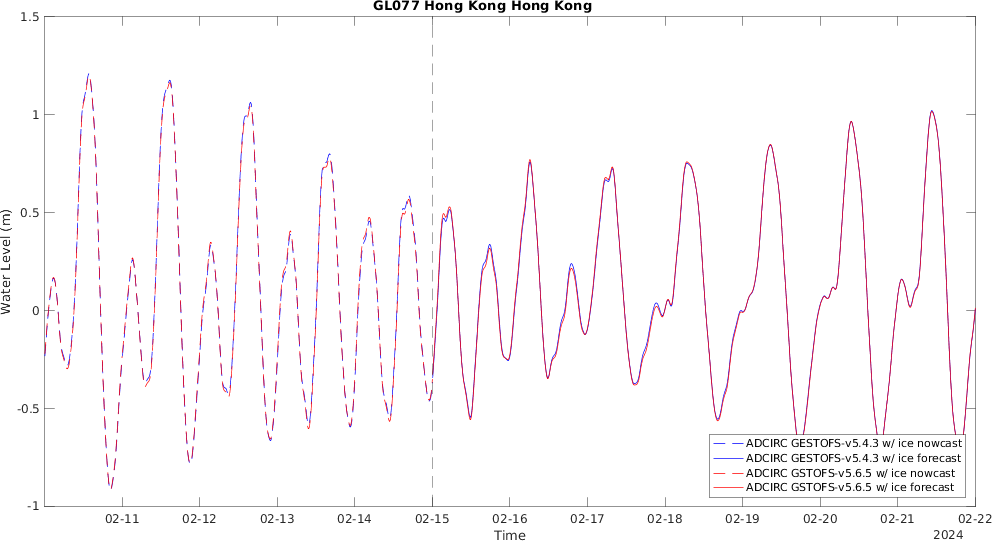 GL077 Hong Kong Hong Kong
1.5
1
0.5
0
-0.5
-1
Water Level (m)
02-11 02-12 02-13 02-14 02-15 02-16 02-17 02-18 02-19 02-20 02-21 02-22
Time
2024
ADCIRC GESTOFS-v5.4.3 w/ ice nowcast
ADCIRC GESTOFS-v5.4.3 w/ ice forecast
ADCIRC GSTOFS-v5.6.5 w/ ice nowcast
ADCIRC GSTOFS-v5.6.5 w/ ice forecast